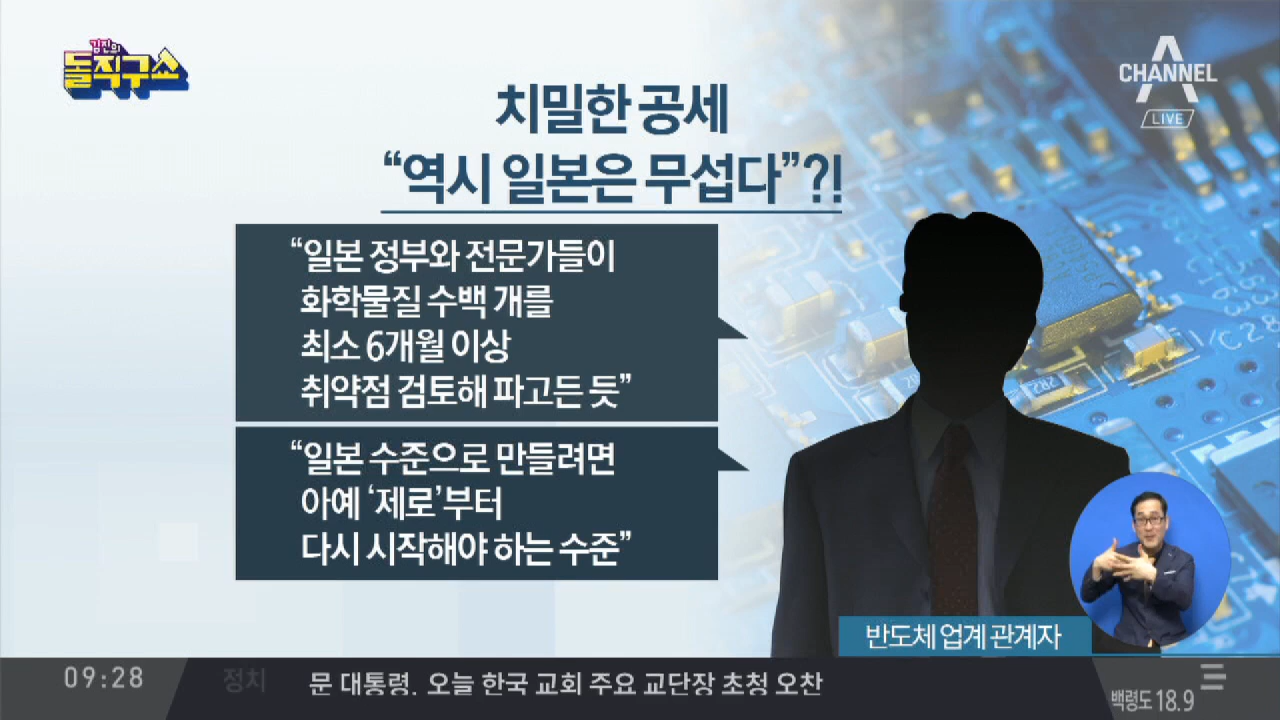 김진의
돌직구쇼
CHANNEL A
LIVE
치밀한 공세
“역시 일본은 무섭다”?!
“일본 정부와 전문가들이
화학물질 수백 개를
최소 6개월 이상
취약점 검토해 파고든 듯”
“일본 수준으로 만들려면
아예 ‘제로’부터
다시 시작해야 하는 수준”
2R2
C28
반도체 업계 관계자
09:28
정치
문 대통령. 오늘 한국 교회 주요 교단장 초청 오찬
백령도 18.9